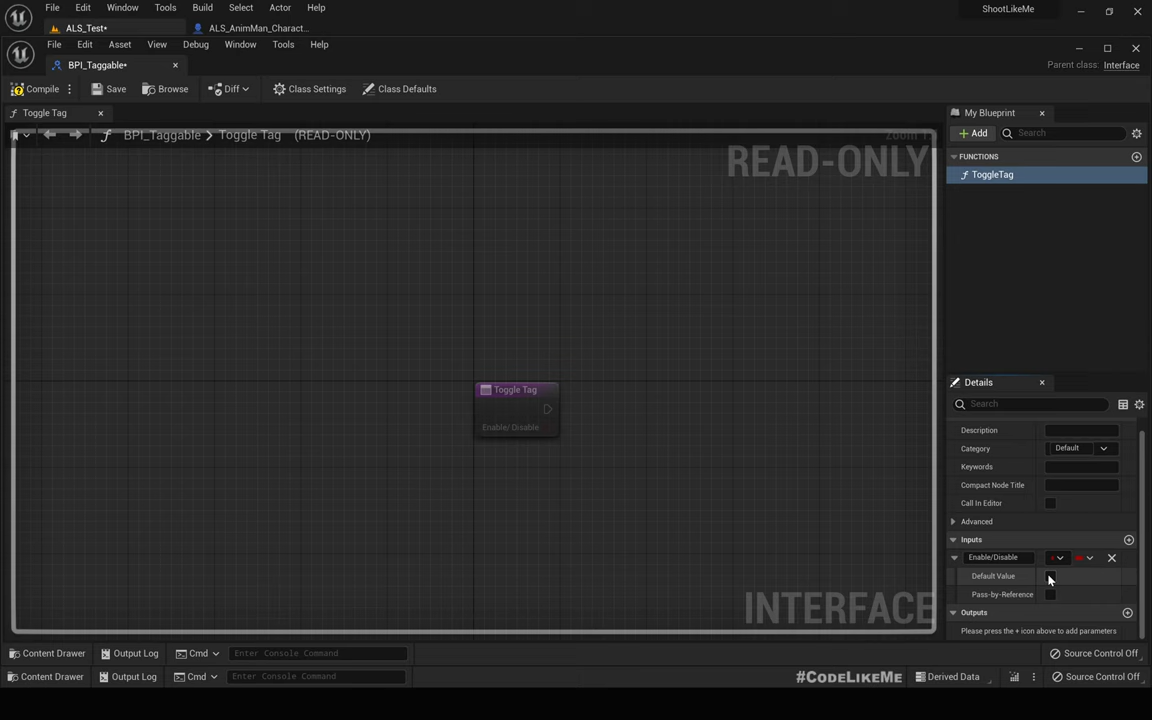 File Edit Window Tools Build Select Actor Help ShootLikeMe
ALS_Test* ALS_AnimMan_Charact...
File Edit Asset View Debug Window Tools Help
BPI_Taggable* Parent class: Interface
Compile Save Browse Diff Class Settings Class Defaults
Toggle Tag My Blueprint
BPI_Taggable > Toggle Tag (READ-ONLY)
+ Add Search
READ-ONLY
FUNCTIONS
ToggleTag
Toggle Tag
Enable/ Disable
Details
Search
Description
Category Default
Keywords
Compact Node Title
Call In Editor
Advanced
Inputs
Enable/Disable
Default Value
Pass-by-Reference
INTERFACE
Outputs
Please press the + icon above to add parameters
Content Drawer Output Log Cmd Enter Console Command Source Control Off
Content Drawer Output Log Cmd Enter Console Command #CODELIKEME Derived Data Source Control Off